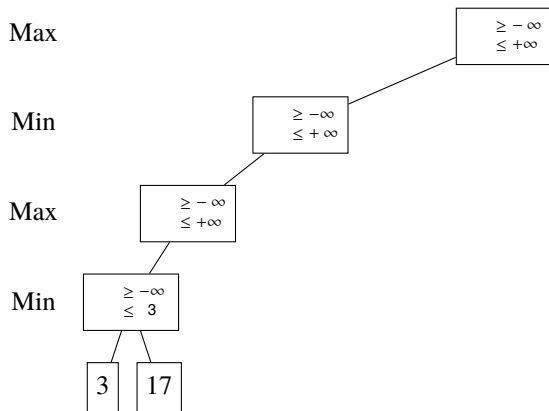 Max
≥ − ∞
≤ +∞
Min
≥ −∞
≤ + ∞
Max
≥ − ∞
≤ +∞
Min
≥ −∞
≤ 3
3 17